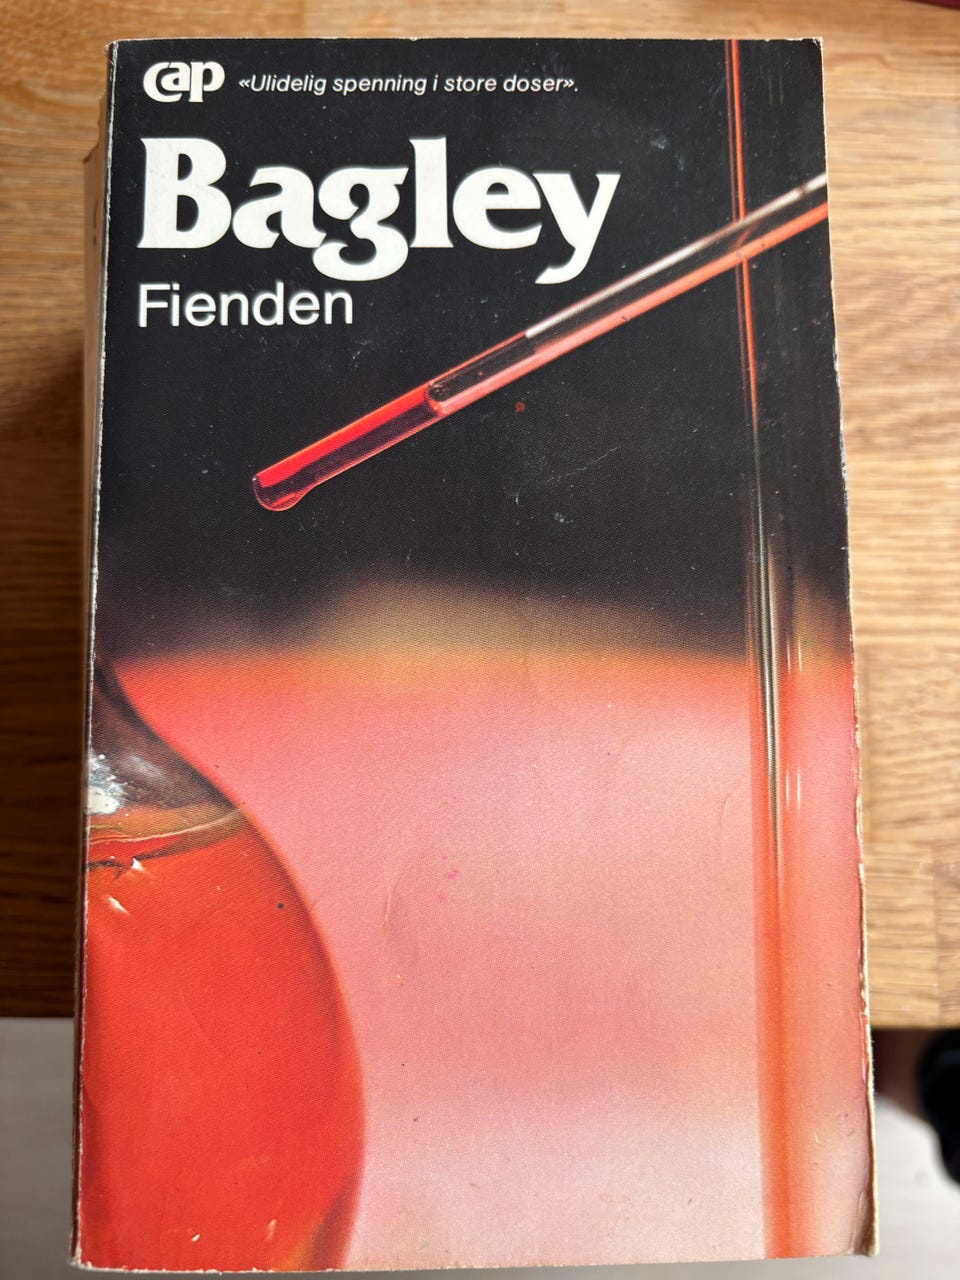 cap «Ulidelig spenning i store doser».
Bagley
Fienden